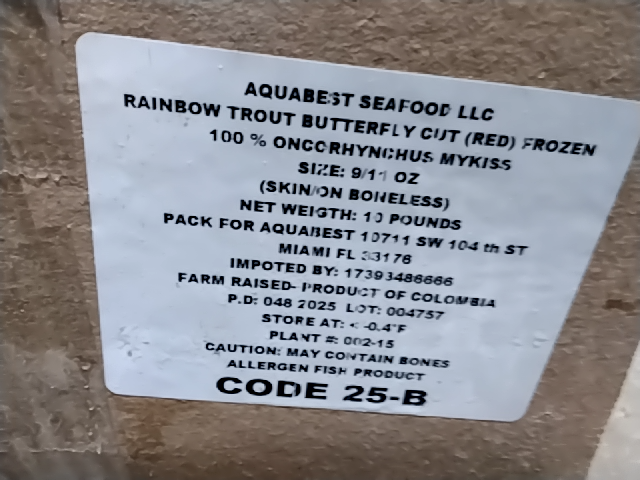 AQUABEST SEAFOOD LLC
RAINBOW TROUT BUTTERFLY CUT (RED) FROZEN
100 % ONCORHYNCHUS MYKISS
SIZE: 9/11 OZ
(SKIN/ON BONELESS)
NET WEIGTH: 10 POUNDS
PACK FOR AQUABEST 10711 SW 104 th ST
MIAMI FL 33176
IMPOTED BY: 17393486666
FARM RAISED- PRODUCT OF COLOMBIA
P.D: 048 2025 LOT: 004757
STORE AT: < -0.4°F
PLANT #: 002-15
CAUTION: MAY CONTAIN BONES
ALLERGEN FISH PRODUCT
CODE 25-B